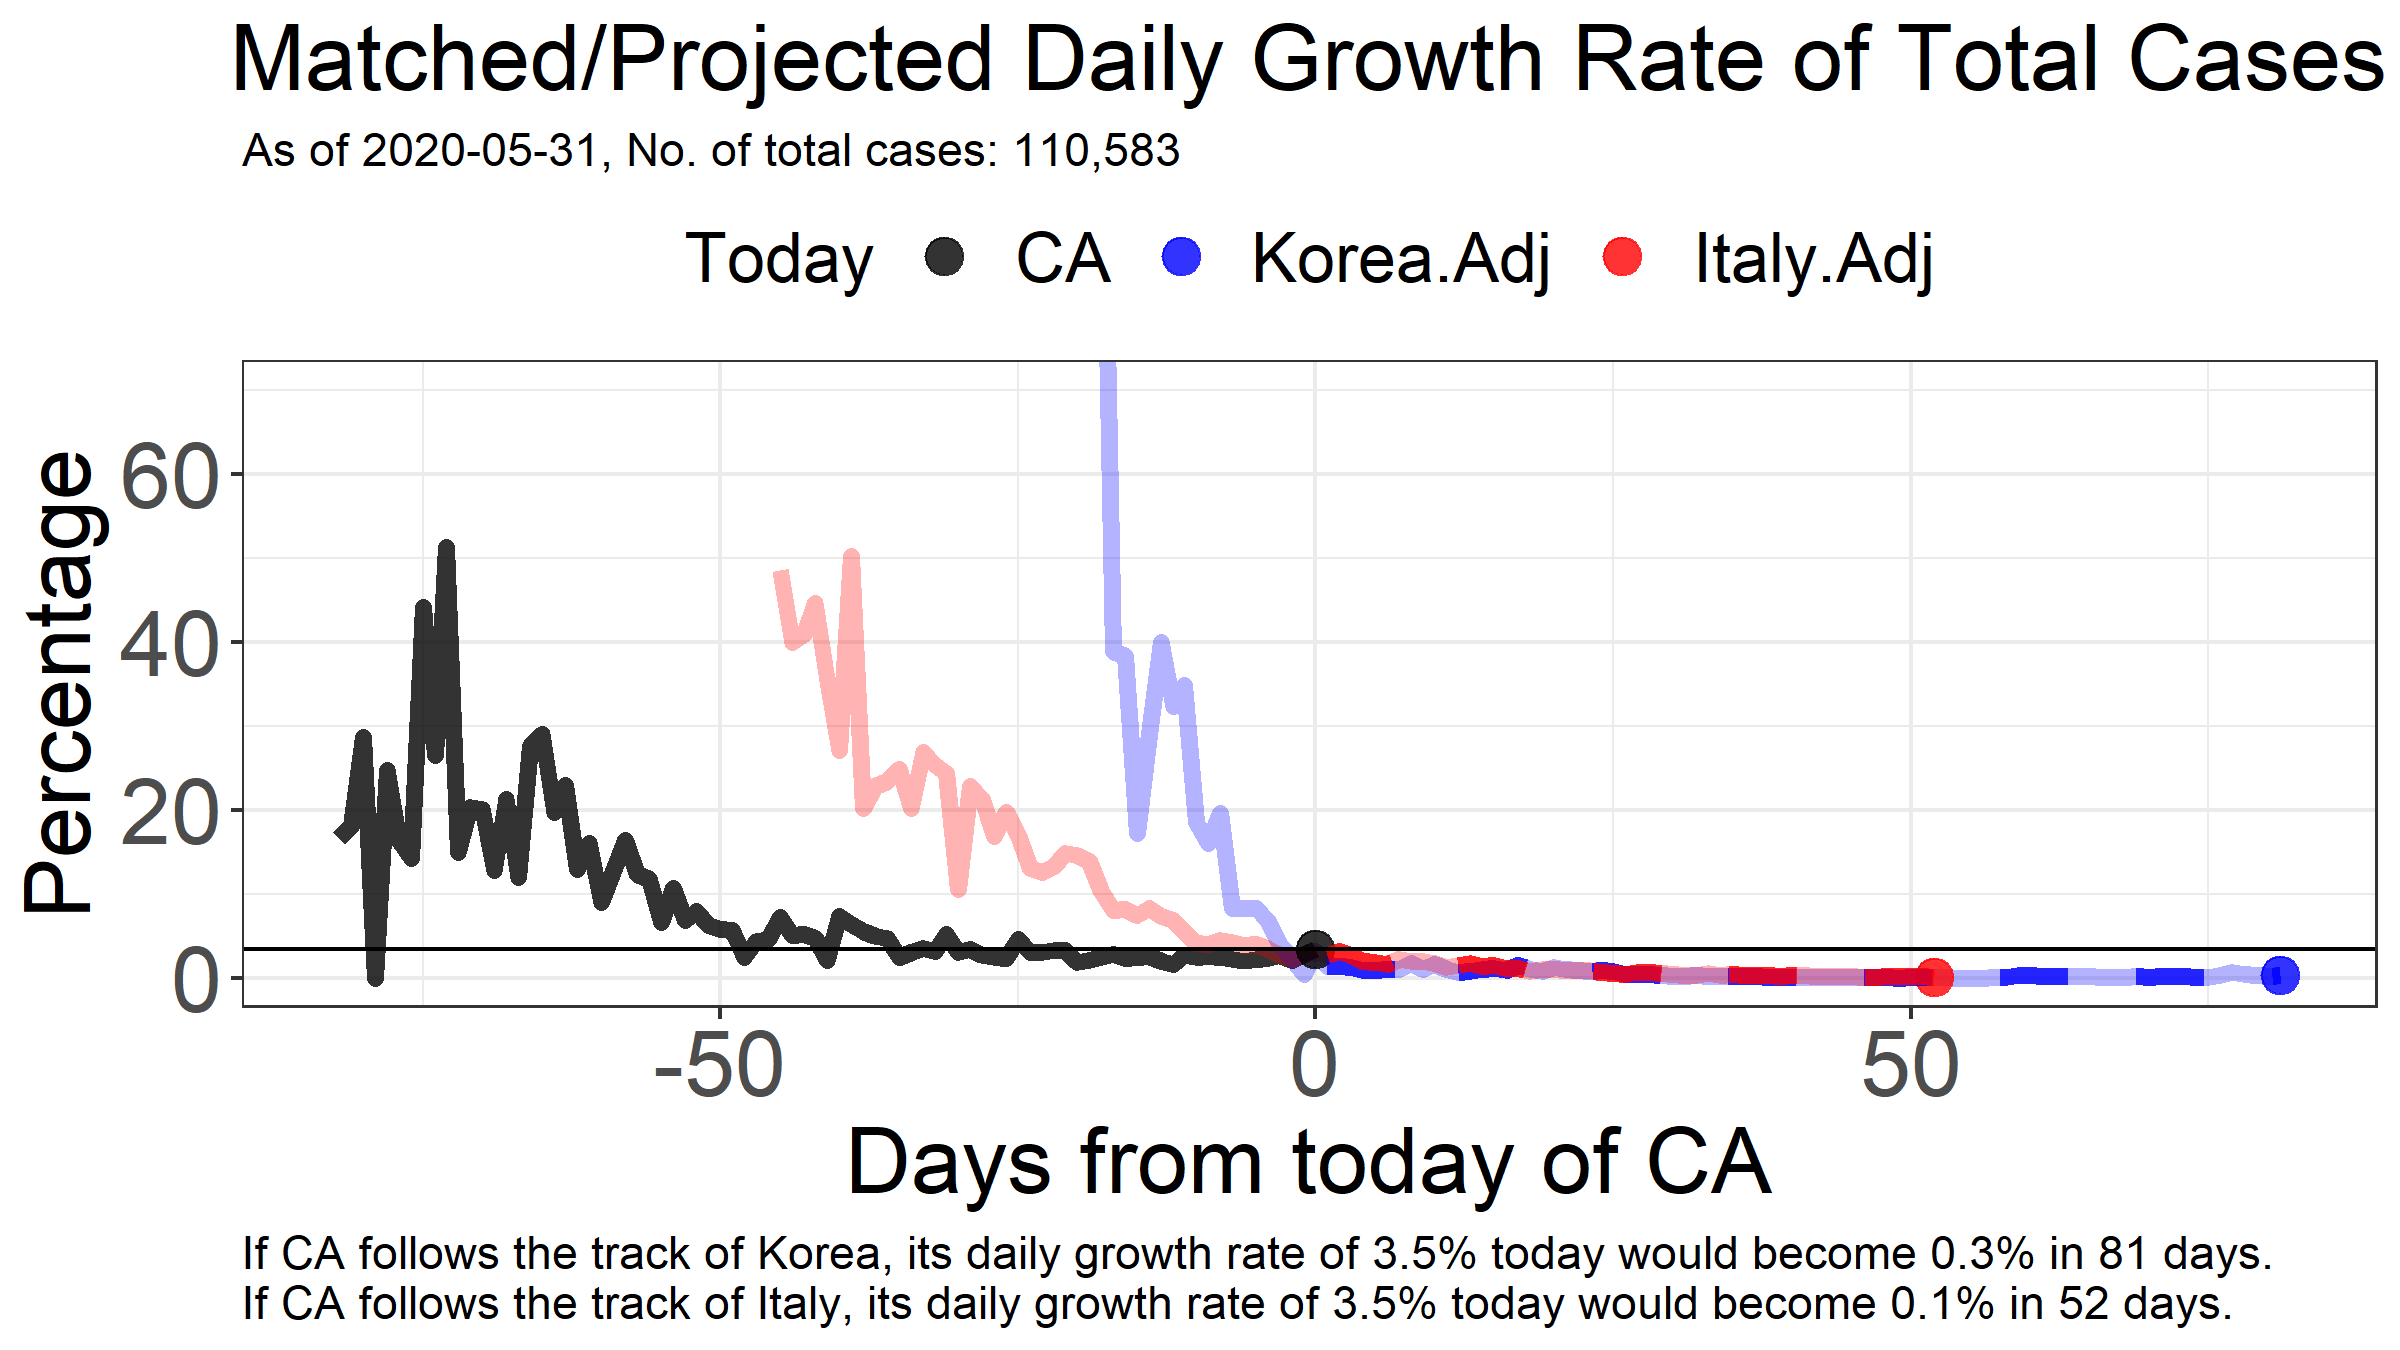 Matched/Projected Daily Growth Rate of Total Cases
As of 2020-05-31, No. of total cases: 110,583
Today CA Korea.Adj Italy.Adj
Percentage
60
40
20
0
-50 0 50
Days from today of CA
If CA follows the track of Korea, its daily growth rate of 3.5% today would become 0.3% in 81 days.
If CA follows the track of Italy, its daily growth rate of 3.5% today would become 0.1% in 52 days.